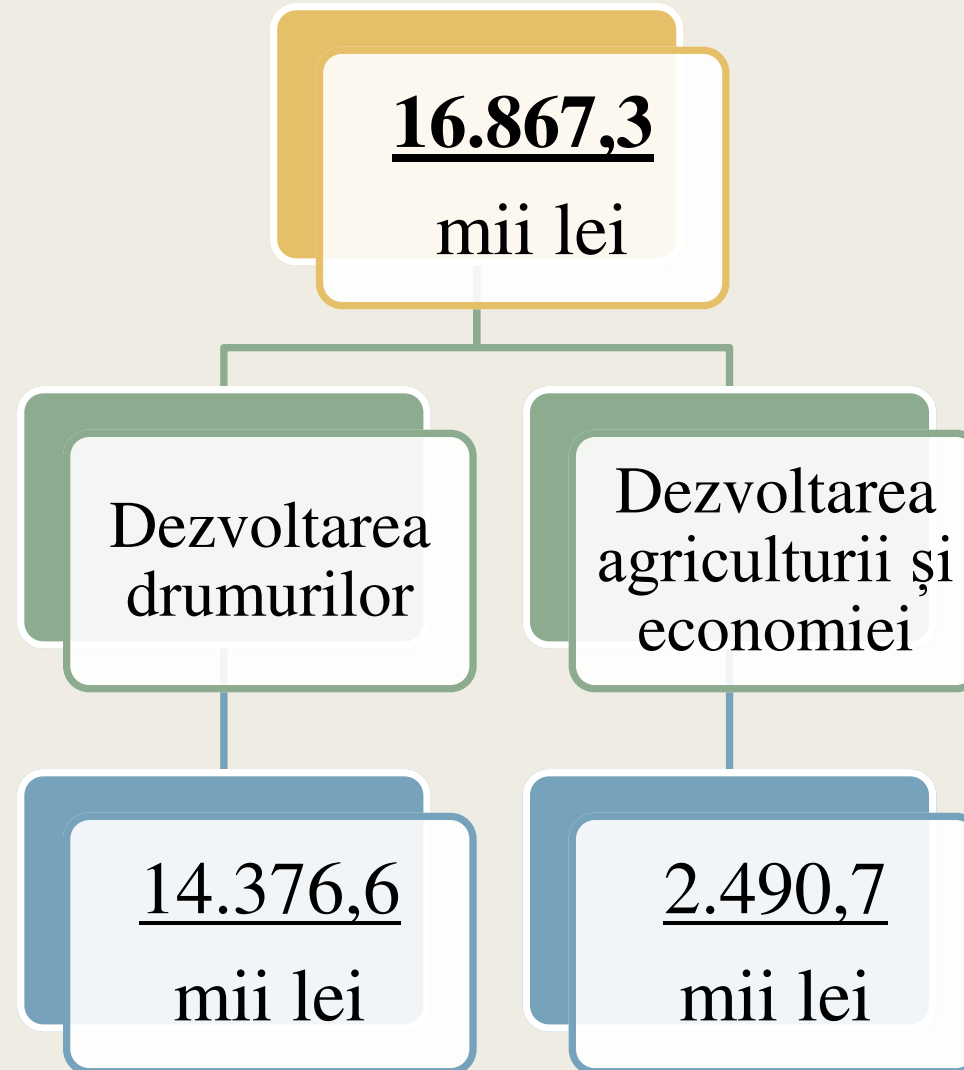 16.867,3
mii lei
Dezvoltarea
drumurilor
Dezvoltarea
agriculturii și
economiei
14.376,6
mii lei
2.490,7
mii lei